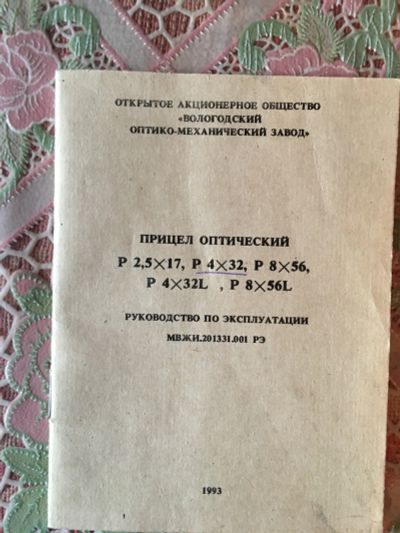 ОТКРЫТОЕ АКЦИОНЕРНОЕ ОБЩЕСТВО
«ВОЛОГОДСКИЙ
ОПТИКО-МЕХАНИЧЕСКИЙ ЗАВОД»
ПРИЦЕЛ ОПТИЧЕСКИЙ
Р 2,5×17, Р 4×32, Р 8×56,
Р 4×32L , Р 8×56L
РУКОВОДСТВО ПО ЭКСПЛУАТАЦИИ
МВЖИ.201331.001 РЭ
1993